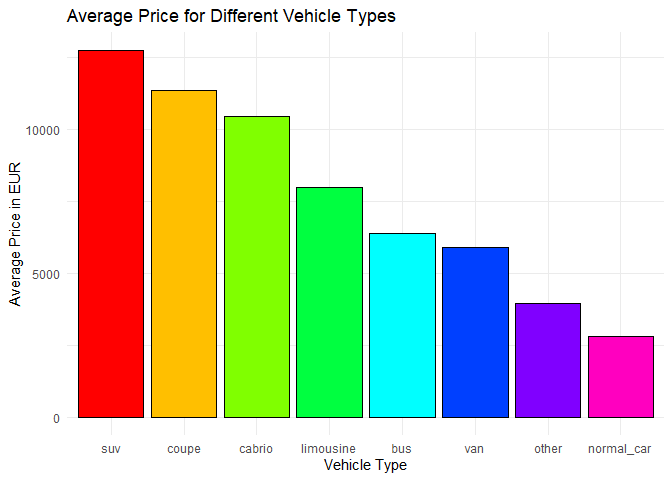 Average Price for Different Vehicle Types
Average Price in EUR
10000
5000
0
suv coupe cabrio limousine bus van other normal_car
Vehicle Type